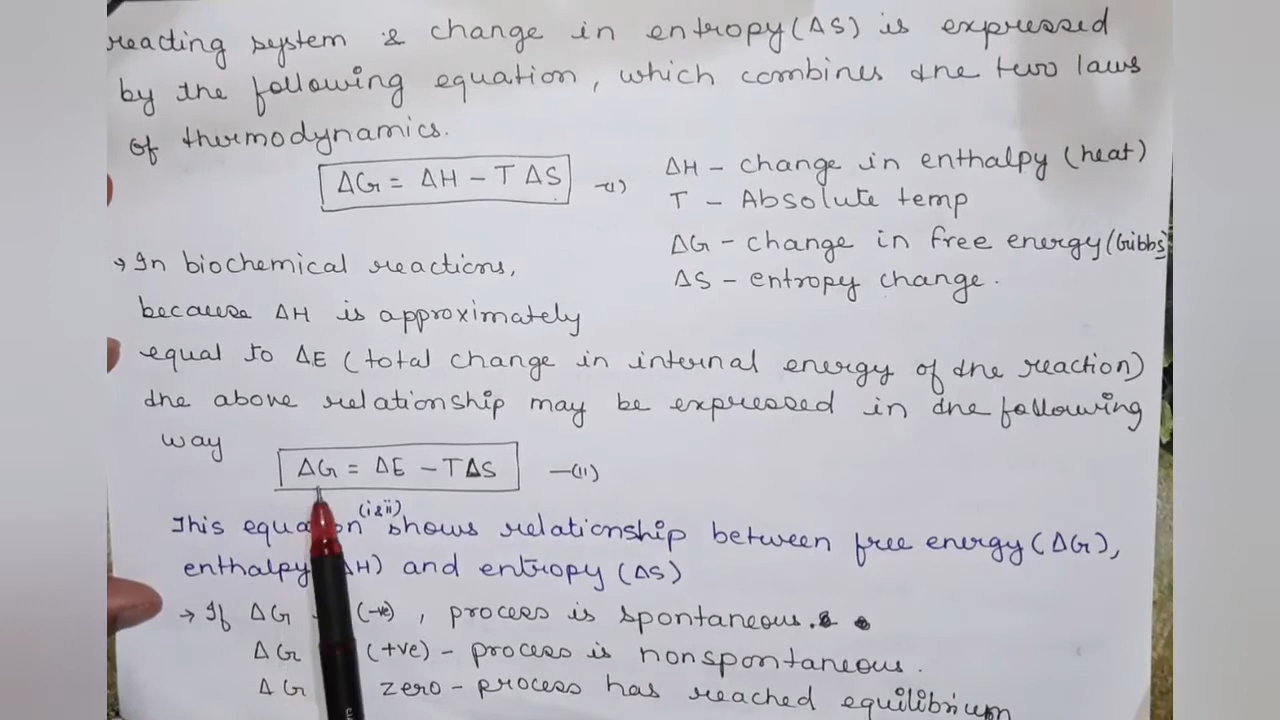 reacting system & change in entropy (ΔS) is expressed
by the following equation, which combines the two laws
of thermodynamics.
ΔG = ΔH - TΔS -(1)
ΔH - change in enthalpy (heat)
T - Absolute temp
ΔG - change in free energy (Gibbs)
ΔS - entropy change.
→ In biochemical reactions,
because ΔH is approximately
equal to ΔE (total change in internal energy of the reaction)
the above relationship may be expressed in the following
way
ΔG = ΔE - TΔS -(11)
(i&ii)
This equation shows relationship between free energy (ΔG),
enthalpy (ΔH) and entropy (ΔS)
→ If ΔG (-ve), process is spontaneous.
ΔG (+ve) - process is nonspontaneous.
ΔG zero - process has reached equilibrium